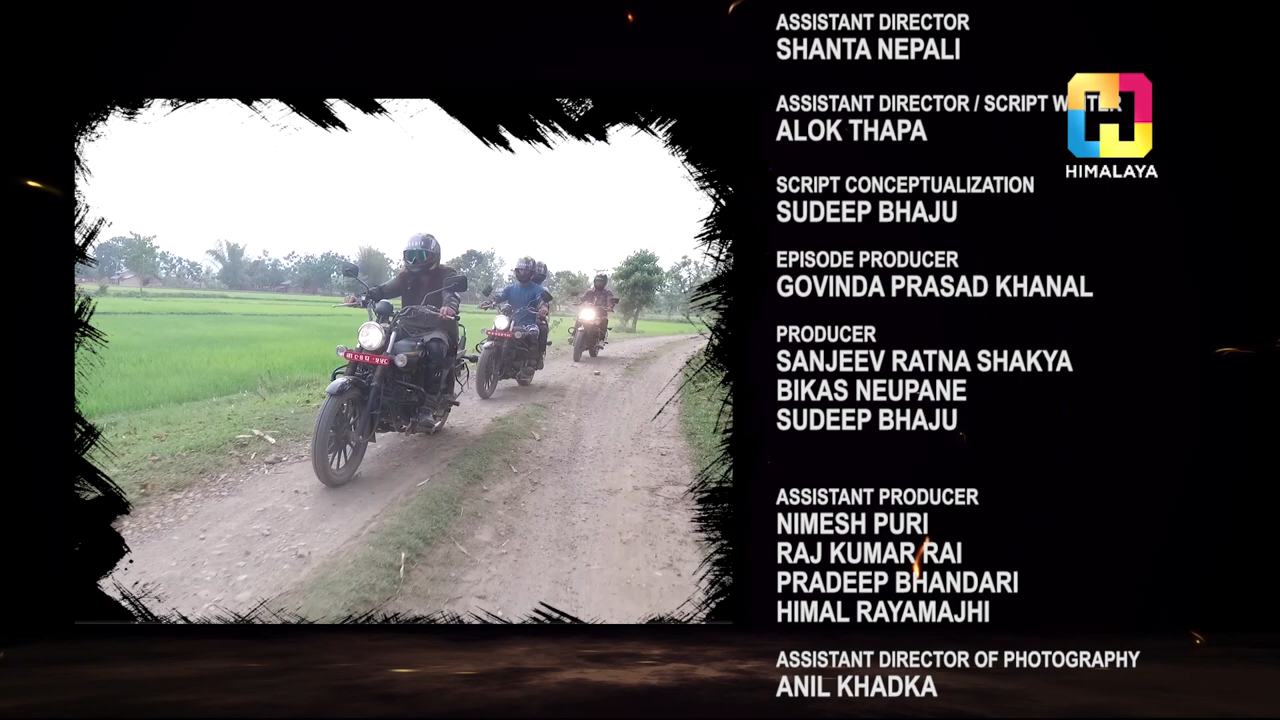 ASSISTANT DIRECTOR
SHANTA NEPALI
ASSISTANT DIRECTOR / SCRIPT
ALOK THAPA
HIMALAYA
SCRIPT CONCEPTUALIZATION
SUDEEP BHAJU
EPISODE PRODUCER
GOVINDA PRASAD KHANAL
PRODUCER
SANJEEV RATNA SHAKYA
BIKAS NEUPANE
SUDEEP BHAJU
ASSISTANT PRODUCER
NIMESH PURI
RAJ KUMAR RAI
PRADEEP BHANDARI
HIMAL RAYAMAJHI
ASSISTANT DIRECTOR OF PHOTOGRAPHY
ANIL KHADKA